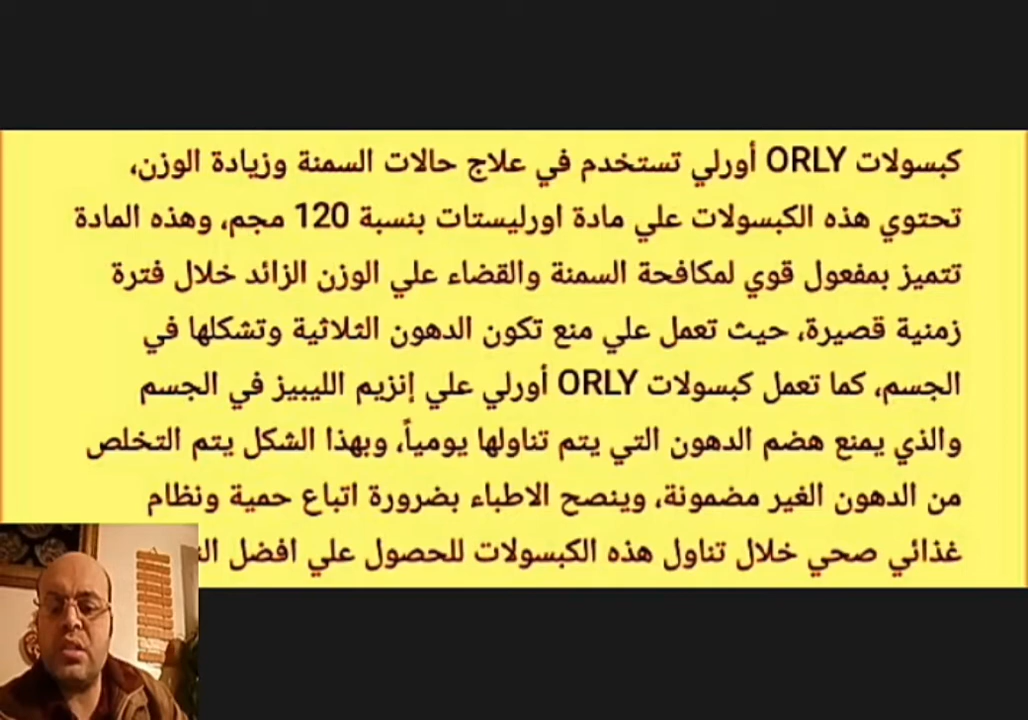 كبسولات ORLY أورلي تستخدم في علاج حالات السمنة وزيادة الوزن،
تحتوي هذه الكبسولات علي مادة اورليستات بنسبة 120 مجم، وهذه المادة
تتميز بمفعول قوي لمكافحة السمنة والقضاء علي الوزن الزائد خلال فترة
زمنية قصيرة، حيث تعمل علي منع تكون الدهون الثلاثية وتشكلها في
الجسم، كما تعمل كبسولات ORLY أورلي علي إنزيم الليبيز في الجسم
والذي يمنع هضم الدهون التي يتم تناولها يومياً، وبهذا الشكل يتم التخلص
من الدهون الغير مضمونة، وينصح الاطباء بضرورة اتباع حمية ونظام
غذائي صحي خلال تناول هذه الكبسولات للحصول علي افضل